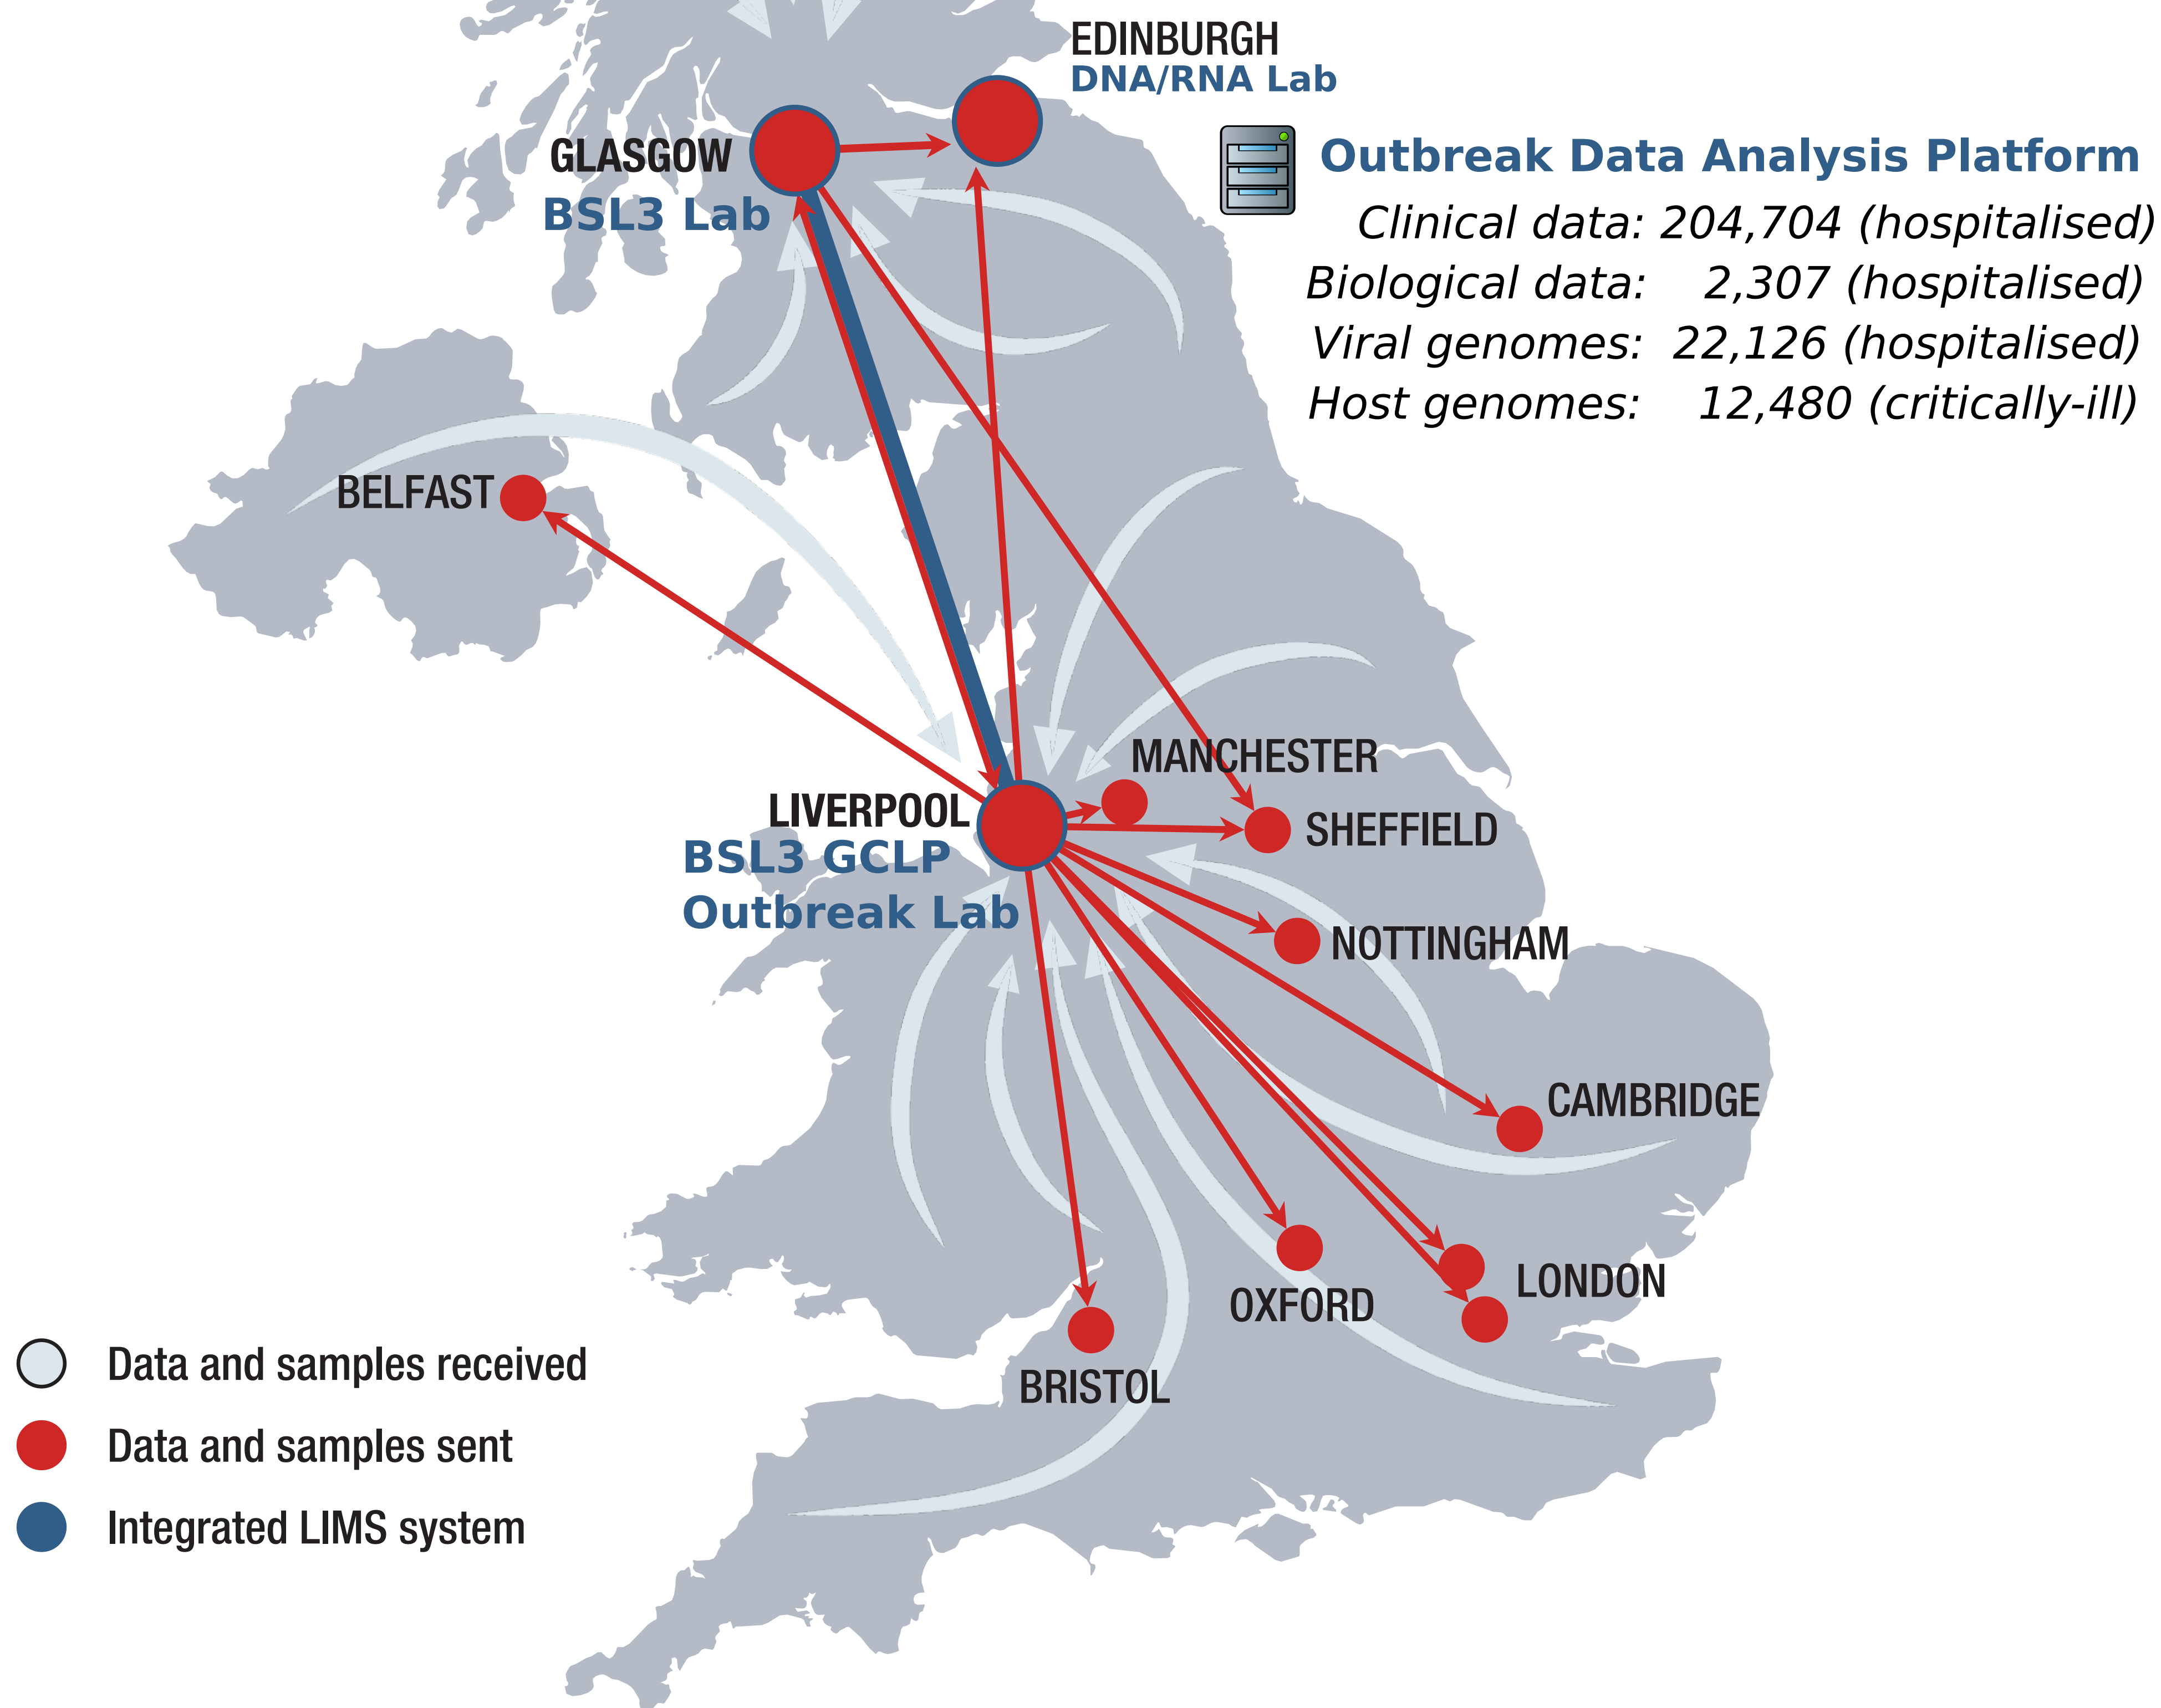 EDINBURGH
DNA/RNA Lab
GLASGOW
BSL3 Lab
Outbreak Data Analysis Platform
Clinical data: 204,704 (hospitalised)
Biological data: 2,307 (hospitalised)
Viral genomes: 22,126 (hospitalised)
Host genomes: 12,480 (critically-ill)
BELFAST
MANCHESTER
LIVERPOOL
BSL3 GCLP
Outbreak Lab
SHEFFIELD
NOTTINGHAM
CAMBRIDGE
LONDON
OXFORD
BRISTOL
Data and samples received
Data and samples sent
Integrated LIMS system